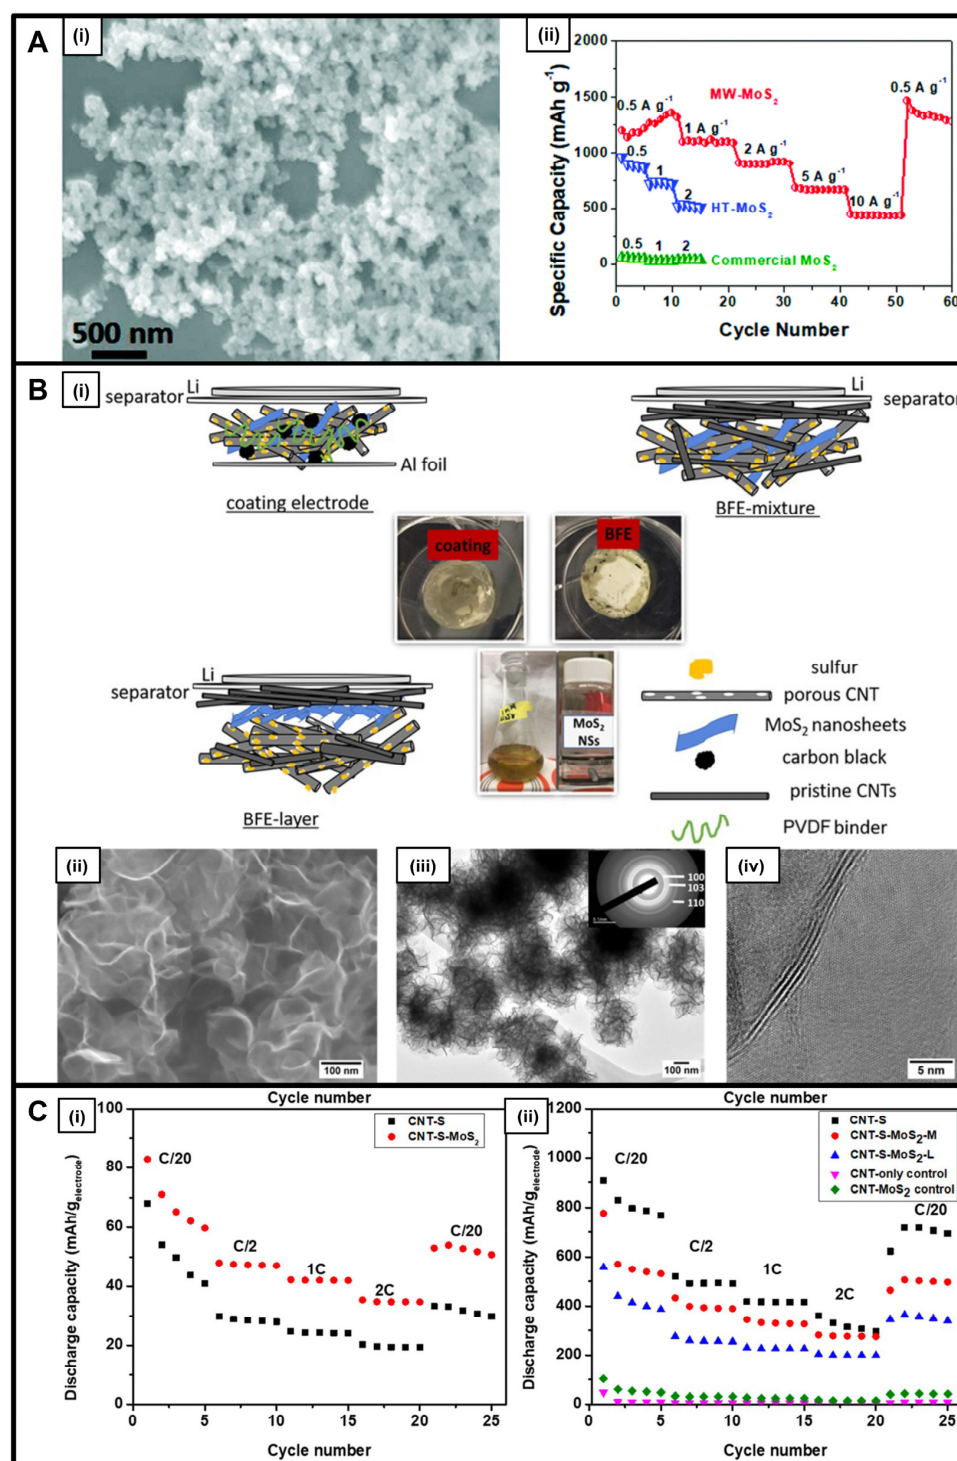 A
(i)
500 nm
(ii)
Specific Capacity (mAh g⁻¹)
2000
1500
1000
500
0
0.5 A g⁻¹
MW-MoS₂
1 A g⁻¹
2 A g⁻¹
5 A g⁻¹
10 A g⁻¹
0.5 A g⁻¹
0.5
1
2
HT-MoS₂
0.5 1 2
Commercial MoS₂
0 10 20 30 40 50 60
Cycle Number
B
(i)
Li
separator
Al foil
coating electrode
Li
separator
BFE-mixture
coating
BFE
Li
separator
BFE-layer
MoS₂
NSs
sulfur
porous CNT
MoS₂ nanosheets
carbon black
pristine CNTs
PVDF binder
(ii)
100 nm
(iii)
100
103
110
100 nm
(iv)
5 nm
C
Cycle number
(i)
Discharge capacity (mAh/g_electrode)
100
80
60
40
20
0
CNT-S
CNT-S-MoS₂
C/20
C/2
1C
2C
C/20
0 5 10 15 20 25
Cycle number
Cycle number
(ii)
Discharge capacity (mAh/g_electrode)
1200
1000
800
600
400
200
0
CNT-S
CNT-S-MoS₂-M
CNT-S-MoS₂-L
CNT-only control
CNT-MoS₂ control
C/20
C/2
1C
2C
C/20
0 5 10 15 20 25
Cycle number